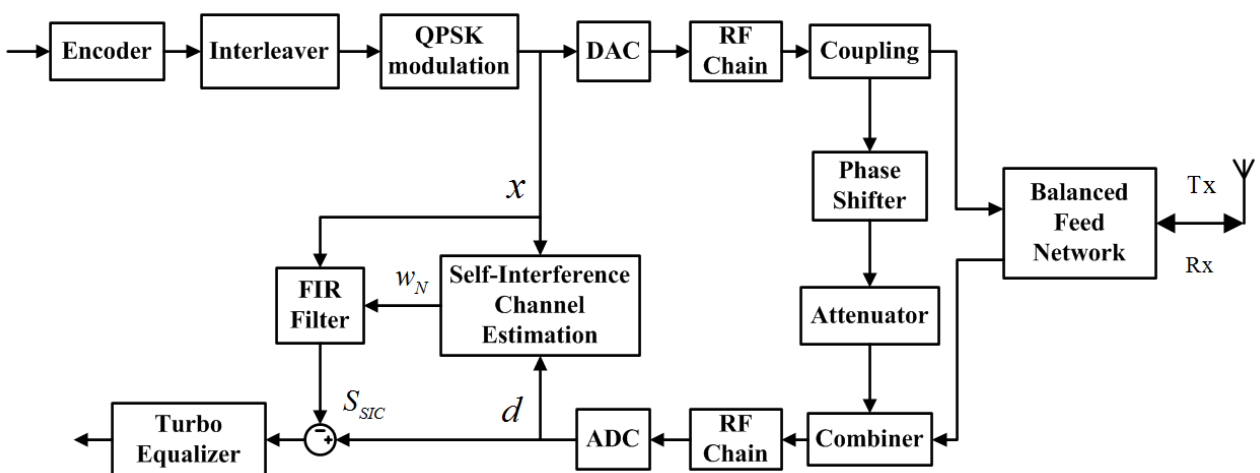 Encoder
Interleaver
QPSK
modulation
DAC
RF
Chain
Coupling
Phase
Shifter
Balanced
Feed
Network
Tx
Rx
x
FIR
Filter
w_N
Self-Interference
Channel
Estimation
Attenuator
S_SIC
d
Turbo
Equalizer
-
+
ADC
RF
Chain
Combiner